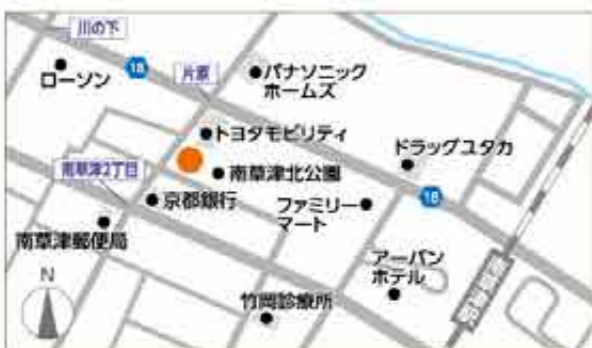 川の下
18
ローソン
片原
パナソニック
ホームズ
トヨタモビリティ
ドラッグユタカ
南草津2丁目
南草津北公園
京都銀行
ファミリー
マート
18
南草津郵便局
アーバン
ホテル
N
竹岡診療所
南草津駅